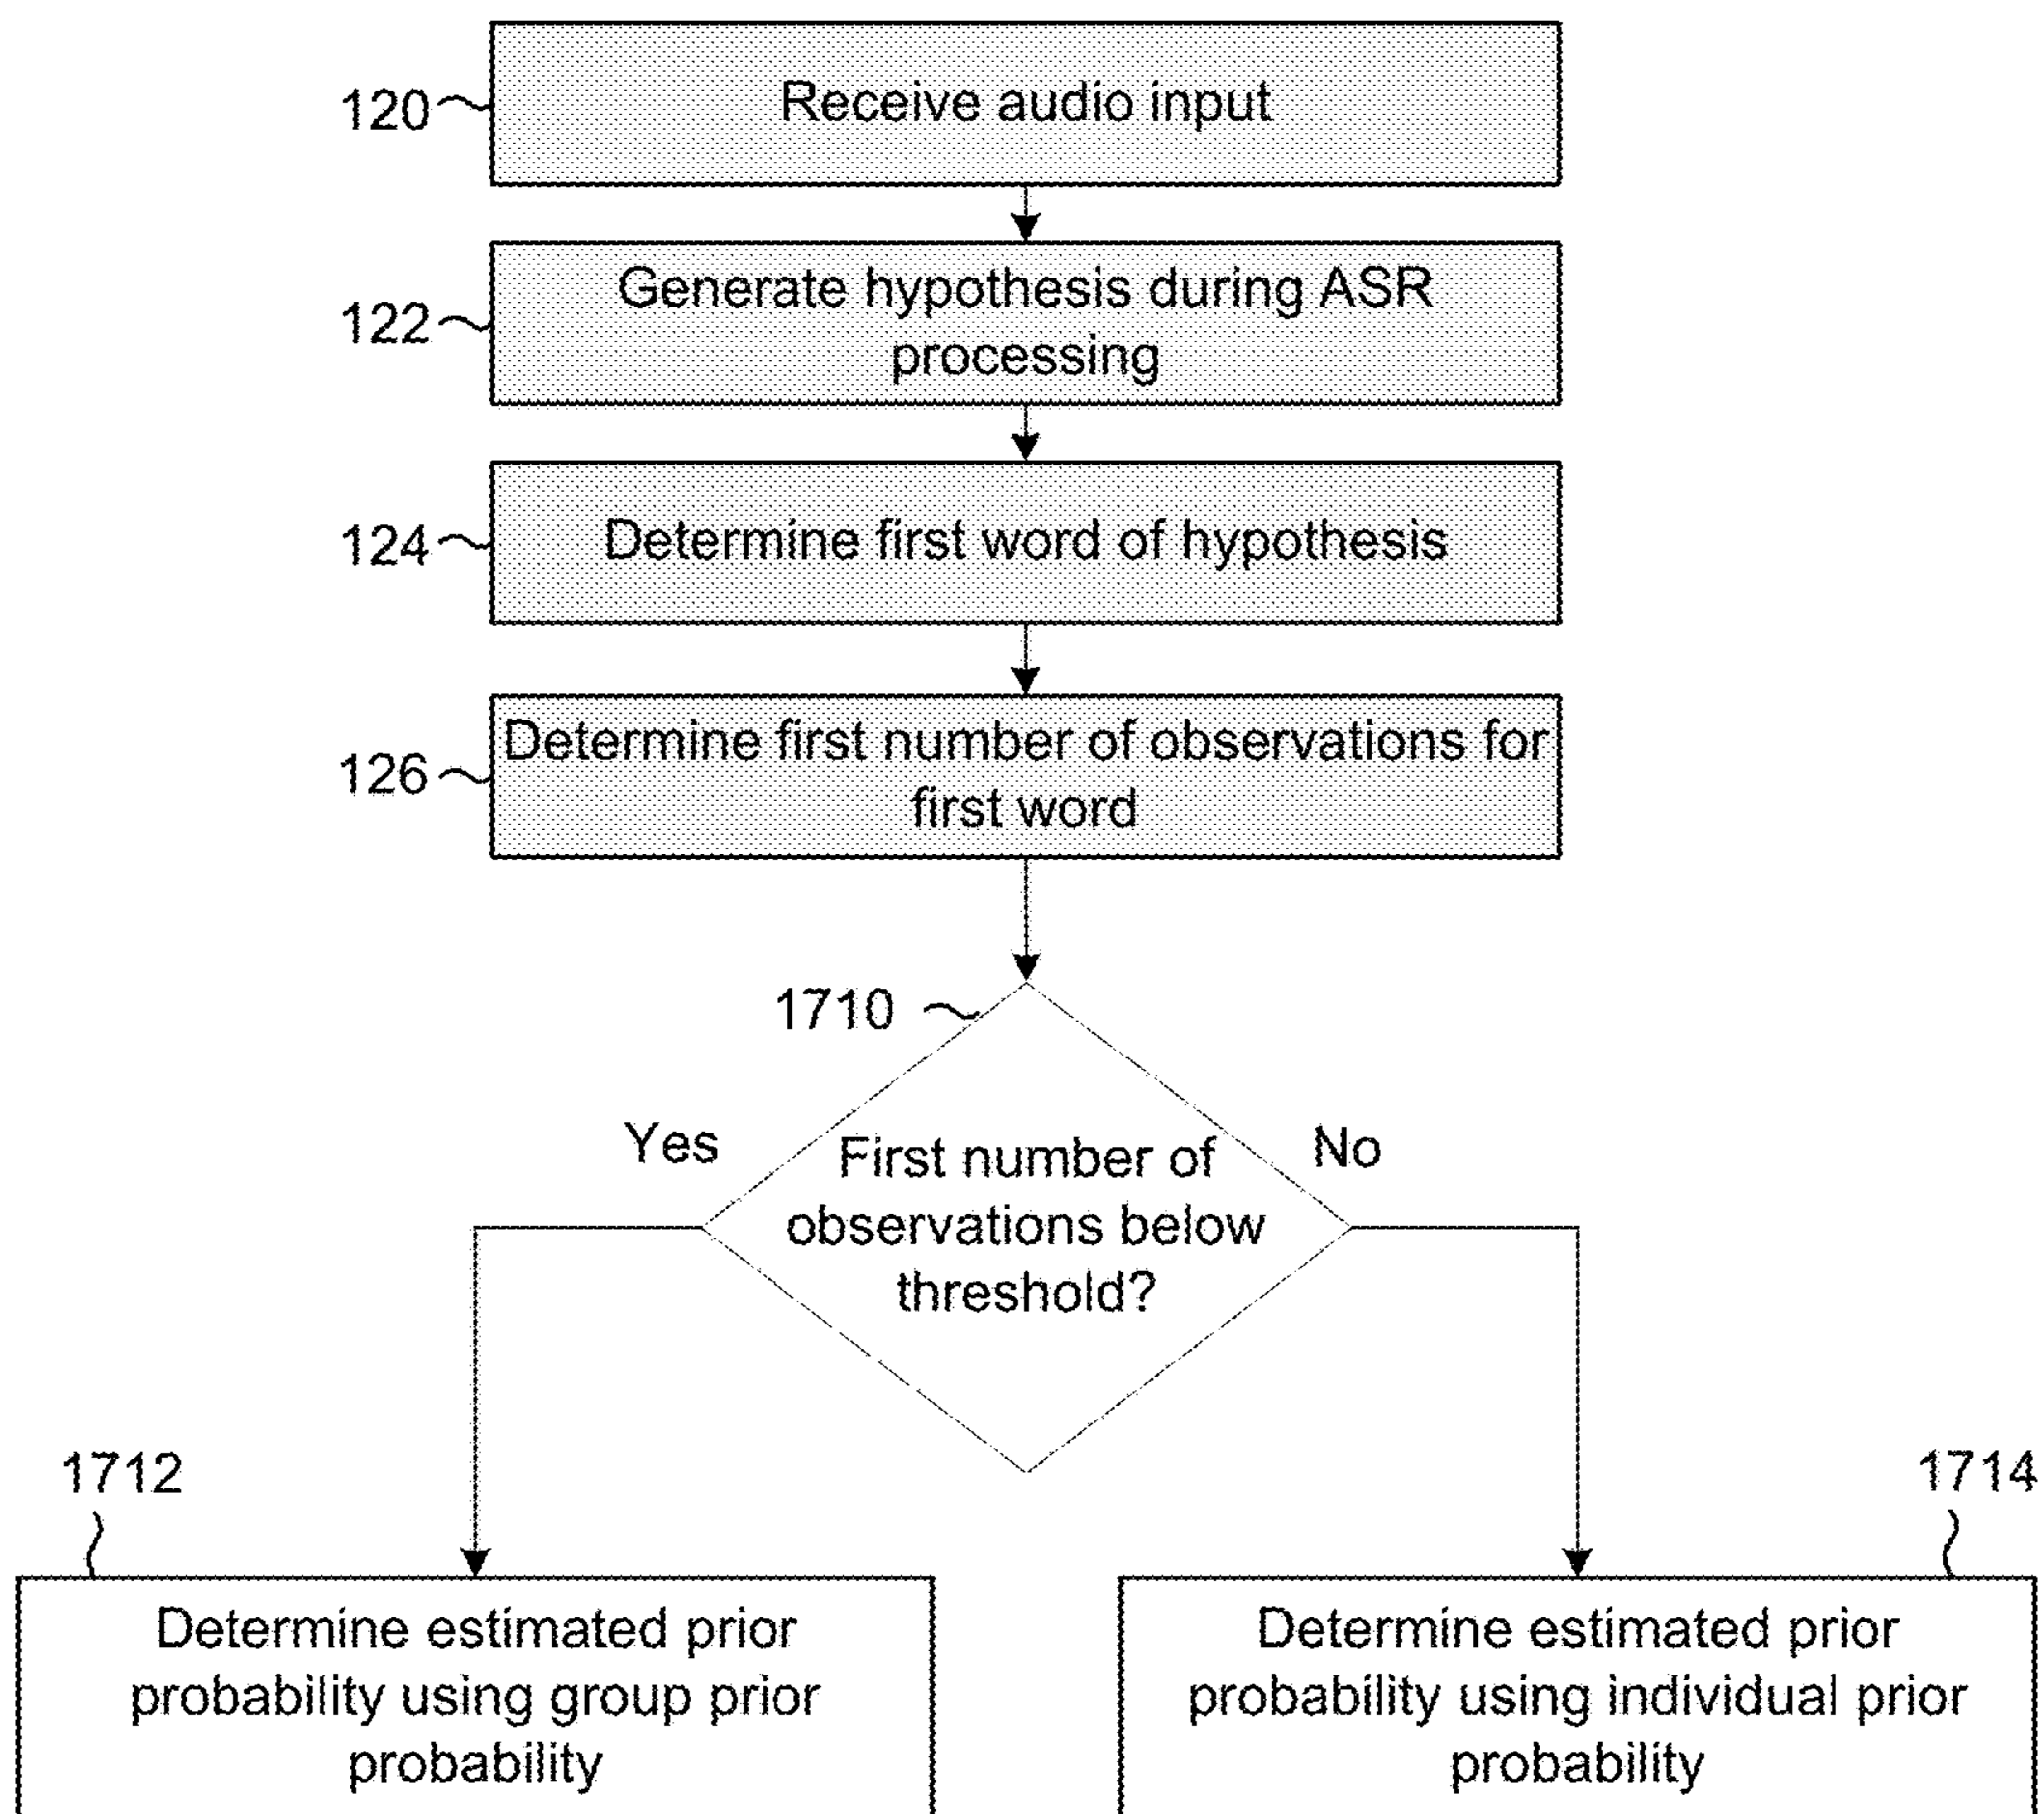 120
Receive audio input
122
Generate hypothesis during ASR
processing
124
Determine first word of hypothesis
126
Determine first number of observations for
first word
1710
Yes
No
First number of
observations below
threshold?
1712
1714
Determine estimated prior
probability using group prior
probability
Determine estimated prior
probability using individual prior
probability